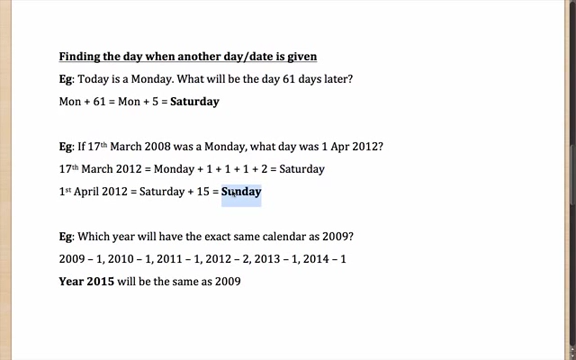 Finding the day when another day/date is given
Eg: Today is a Monday. What will be the day 61 days later?
Mon + 61 = Mon + 5 = Saturday
Eg: If 17th March 2008 was a Monday, what day was 1 Apr 2012?
17th March 2012 = Monday + 1 + 1 + 1 + 2 = Saturday
1st April 2012 = Saturday + 15 = Sunday
Eg: Which year will have the exact same calendar as 2009?
2009 – 1, 2010 – 1, 2011 – 1, 2012 – 2, 2013 – 1, 2014 – 1
Year 2015 will be the same as 2009